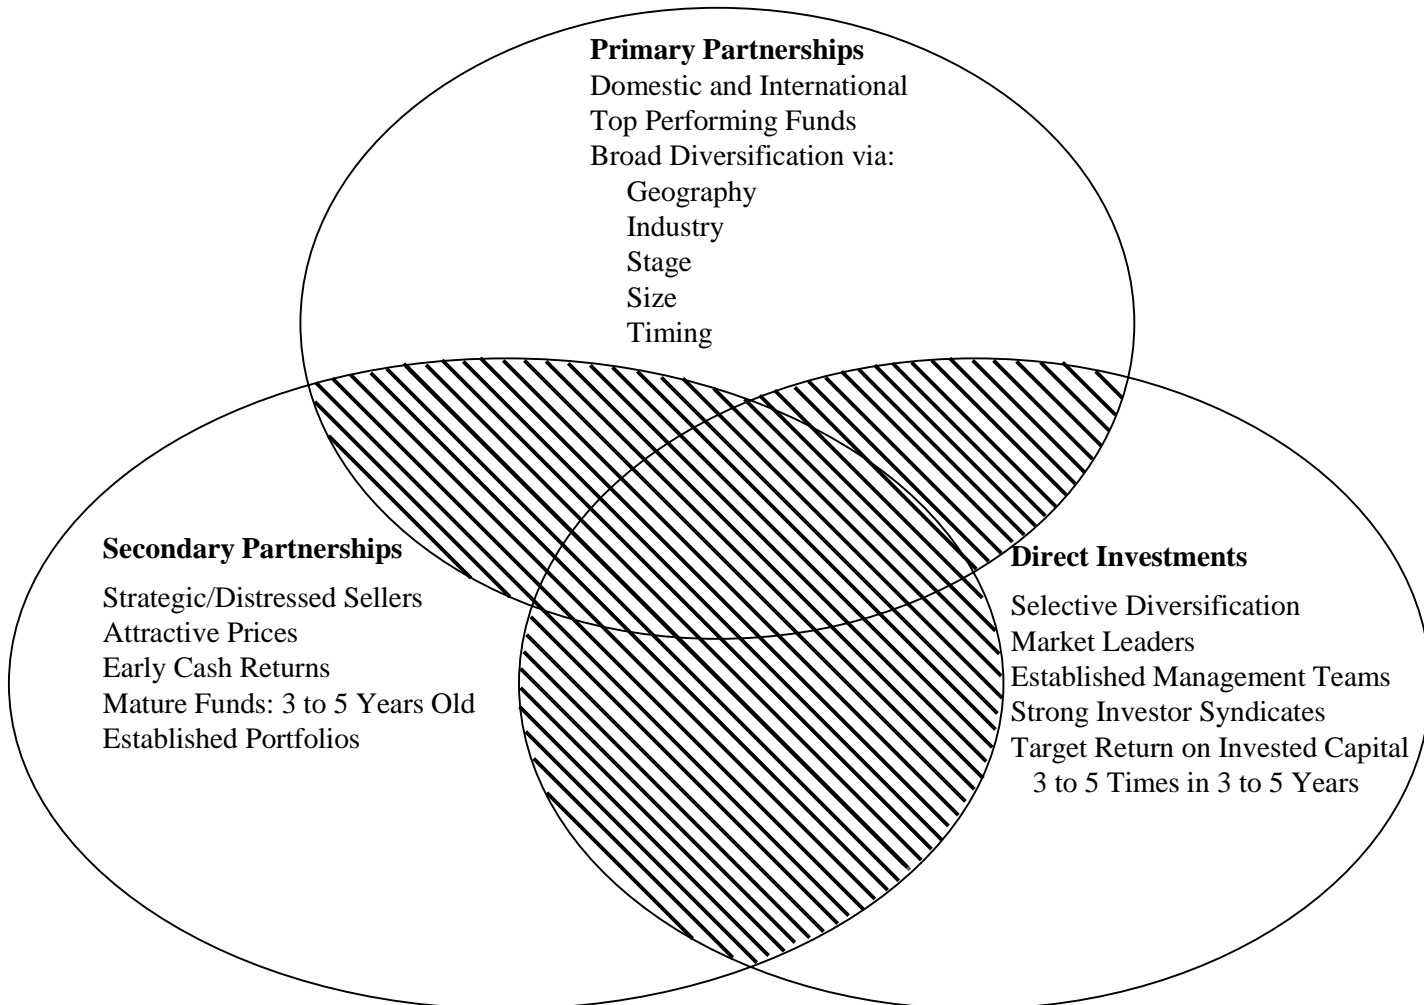 Primary Partnerships
Domestic and International
Top Performing Funds
Broad Diversification via:
Geography
Industry
Stage
Size
Timing
Secondary Partnerships
Strategic/Distressed Sellers
Attractive Prices
Early Cash Returns
Mature Funds: 3 to 5 Years Old
Established Portfolios
Direct Investments
Selective Diversification
Market Leaders
Established Management Teams
Strong Investor Syndicates
Target Return on Invested Capital
3 to 5 Times in 3 to 5 Years